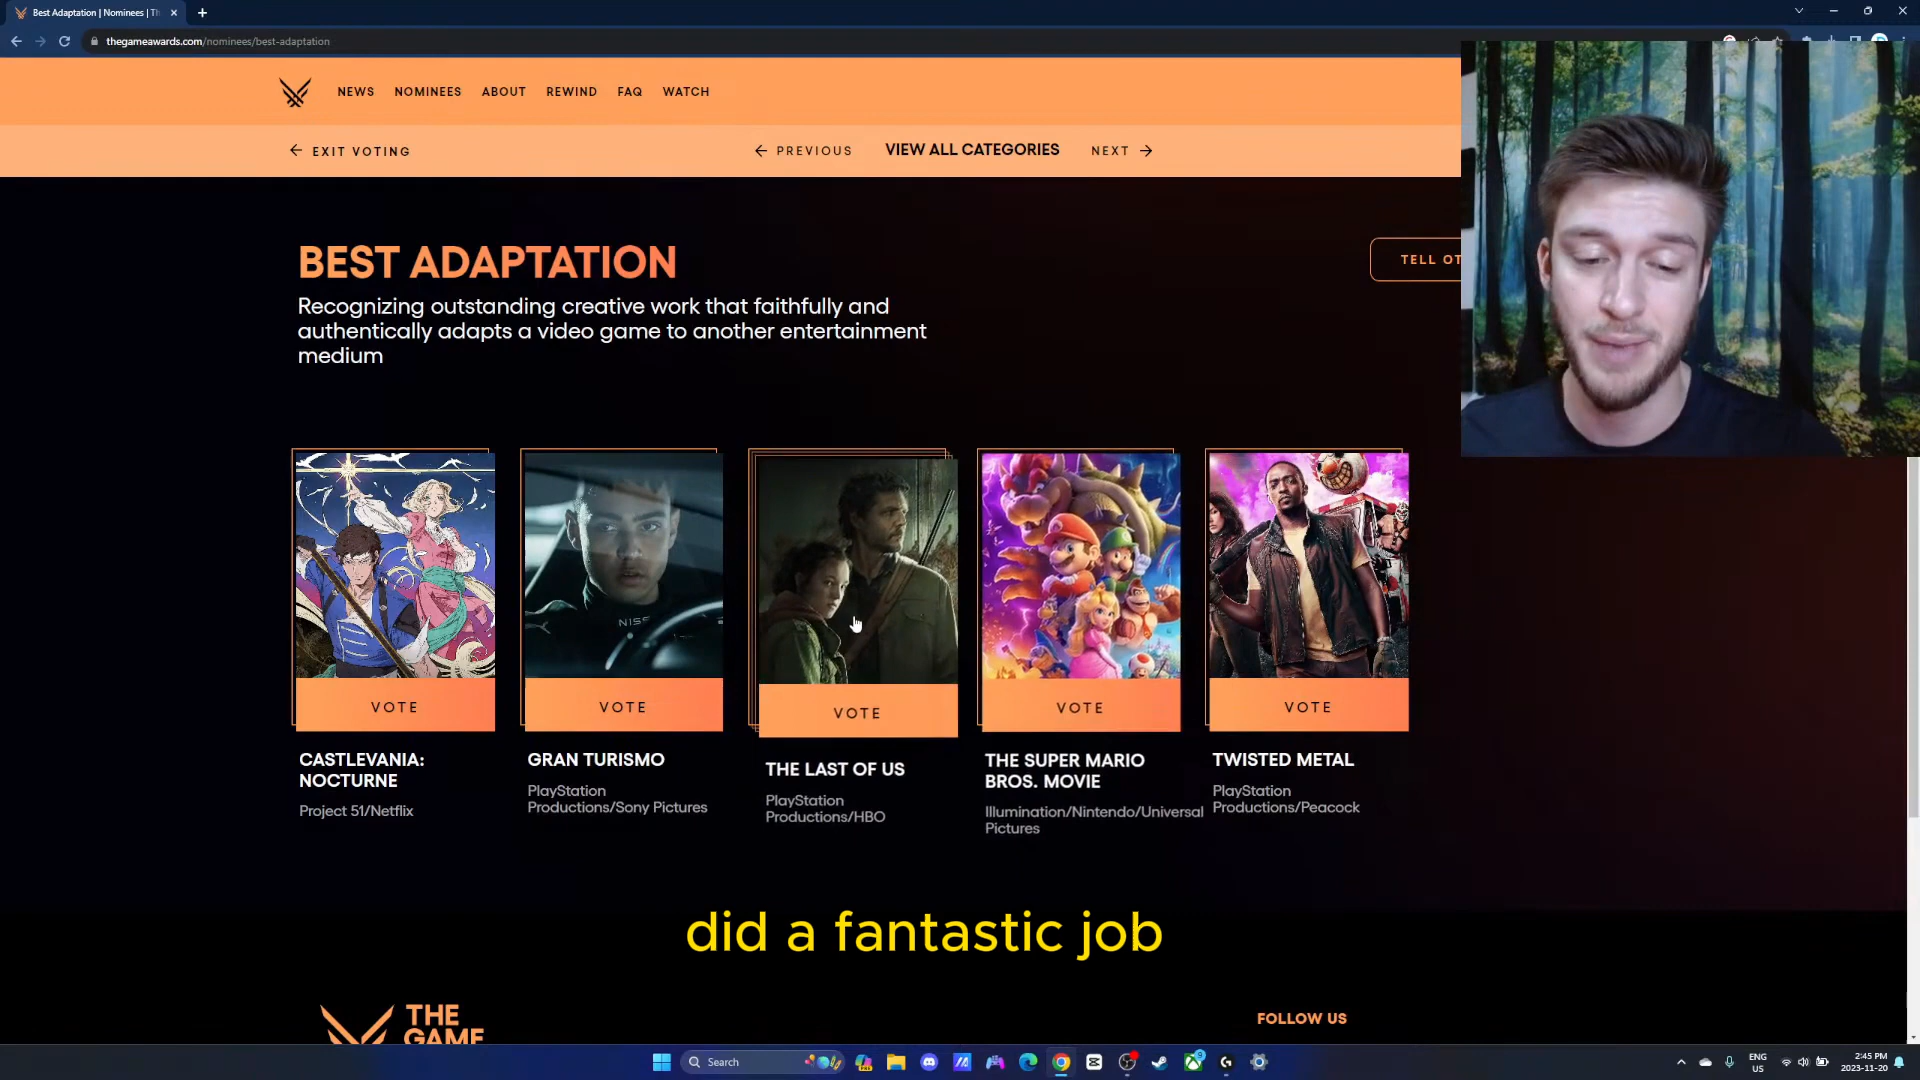 Best Adaptation | Nominees | Th
thegameawards.com/nominees/best-adaptation
NEWS NOMINEES ABOUT REWIND FAQ WATCH
EXIT VOTING PREVIOUS VIEW ALL CATEGORIES NEXT
BEST ADAPTATION
TELL OT
Recognizing outstanding creative work that faithfully and
authentically adapts a video game to another entertainment
medium
NISS
VOTE VOTE VOTE VOTE VOTE
CASTLEVANIA:
NOCTURNE
Project 51/Netflix
GRAN TURISMO
PlayStation
Productions/Sony Pictures
THE LAST OF US
PlayStation
Productions/HBO
THE SUPER MARIO
BROS. MOVIE
Illumination/Nintendo/Universal
Pictures
TWISTED METAL
PlayStation
Productions/Peacock
did a fantastic job
THE
GAME
FOLLOW US
Search
ENG
US
2:45 PM
2023-11-20